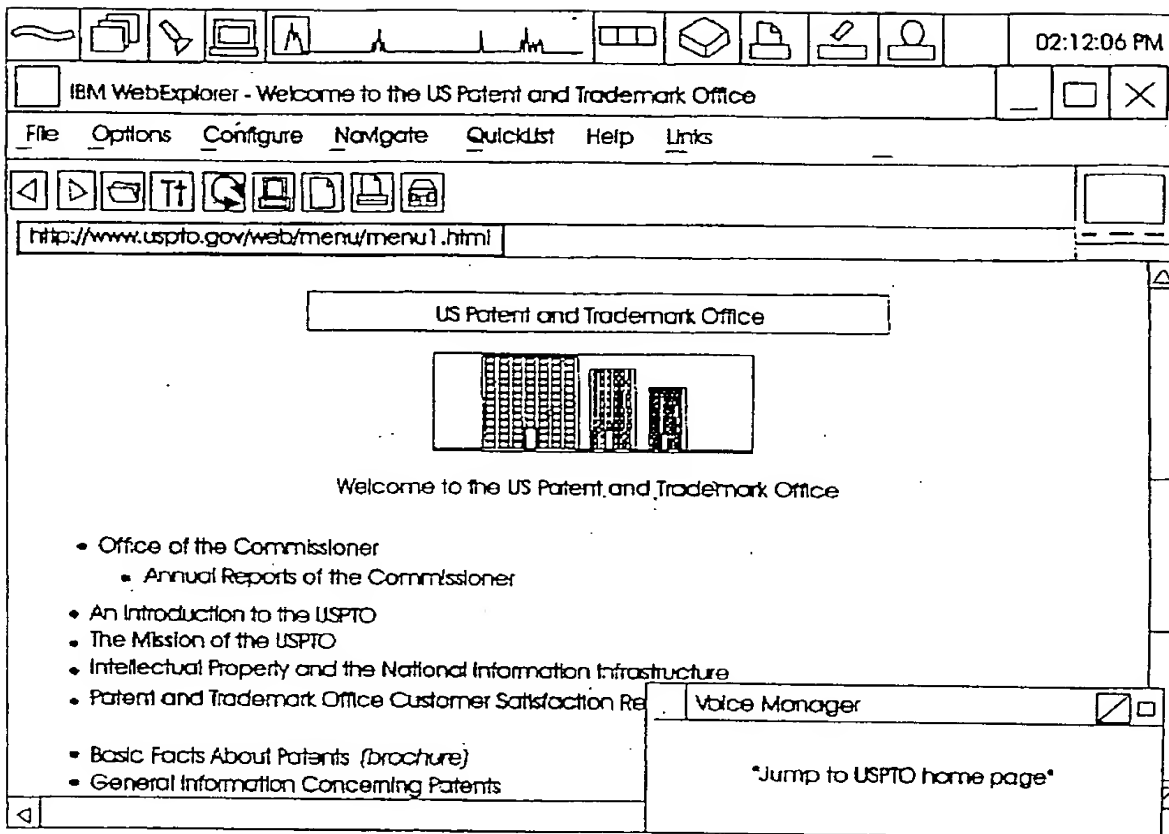 02:12:06 PM
IBM WebExplorer - Welcome to the US Patent and Trademark Office
File Options Configure Navigate QuickList Help Links
Tt
http://www.uspto.gov/web/menu/menu1.html
US Patent and Trademark Office
Welcome to the US Patent and Trademark Office
• Office of the Commissioner
• Annual Reports of the Commissioner
• An Introduction to the USPTO
• The Mission of the USPTO
• Intellectual Property and the National Information Infrastructure
• Patent and Trademark Office Customer Satisfaction Re
Voice Manager
• Basic Facts About Patents (brochure)
"Jump to USPTO home page"
• General Information Concerning Patents